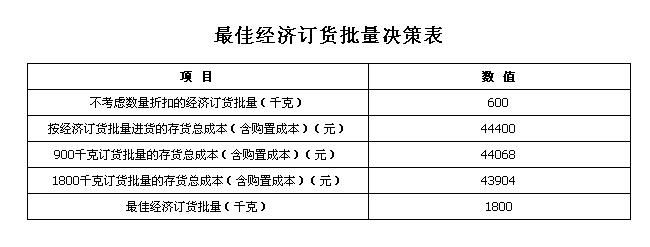 最佳经济订货批量决策表
项 目 数 值
不考虑数量折扣的经济订货批量（千克） 600
按经济订货批量进货的存货总成本（含购置成本）（元） 44400
900千克订货批量的存货总成本（含购置成本）（元） 44068
1800千克订货批量的存货总成本（含购置成本）（元） 43904
最佳经济订货批量（千克） 1800